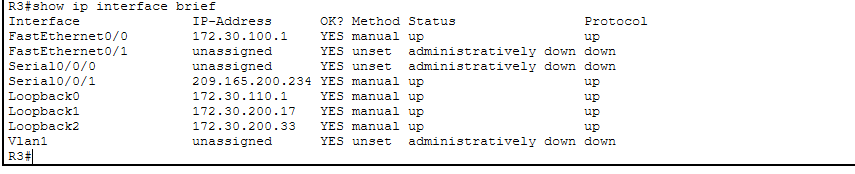 R3#show ip interface brief
Interface              IP-Address      OK? Method Status                Protocol
FastEthernet0/0        172.30.100.1    YES manual up                    up
FastEthernet0/1        unassigned      YES unset  administratively down down
Serial0/0/0            unassigned      YES unset  administratively down down
Serial0/0/1            209.165.200.234 YES manual up                    up
Loopback0              172.30.110.1    YES manual up                    up
Loopback1              172.30.200.17   YES manual up                    up
Loopback2              172.30.200.33   YES manual up                    up
Vlan1                  unassigned      YES unset  administratively down down
R3#